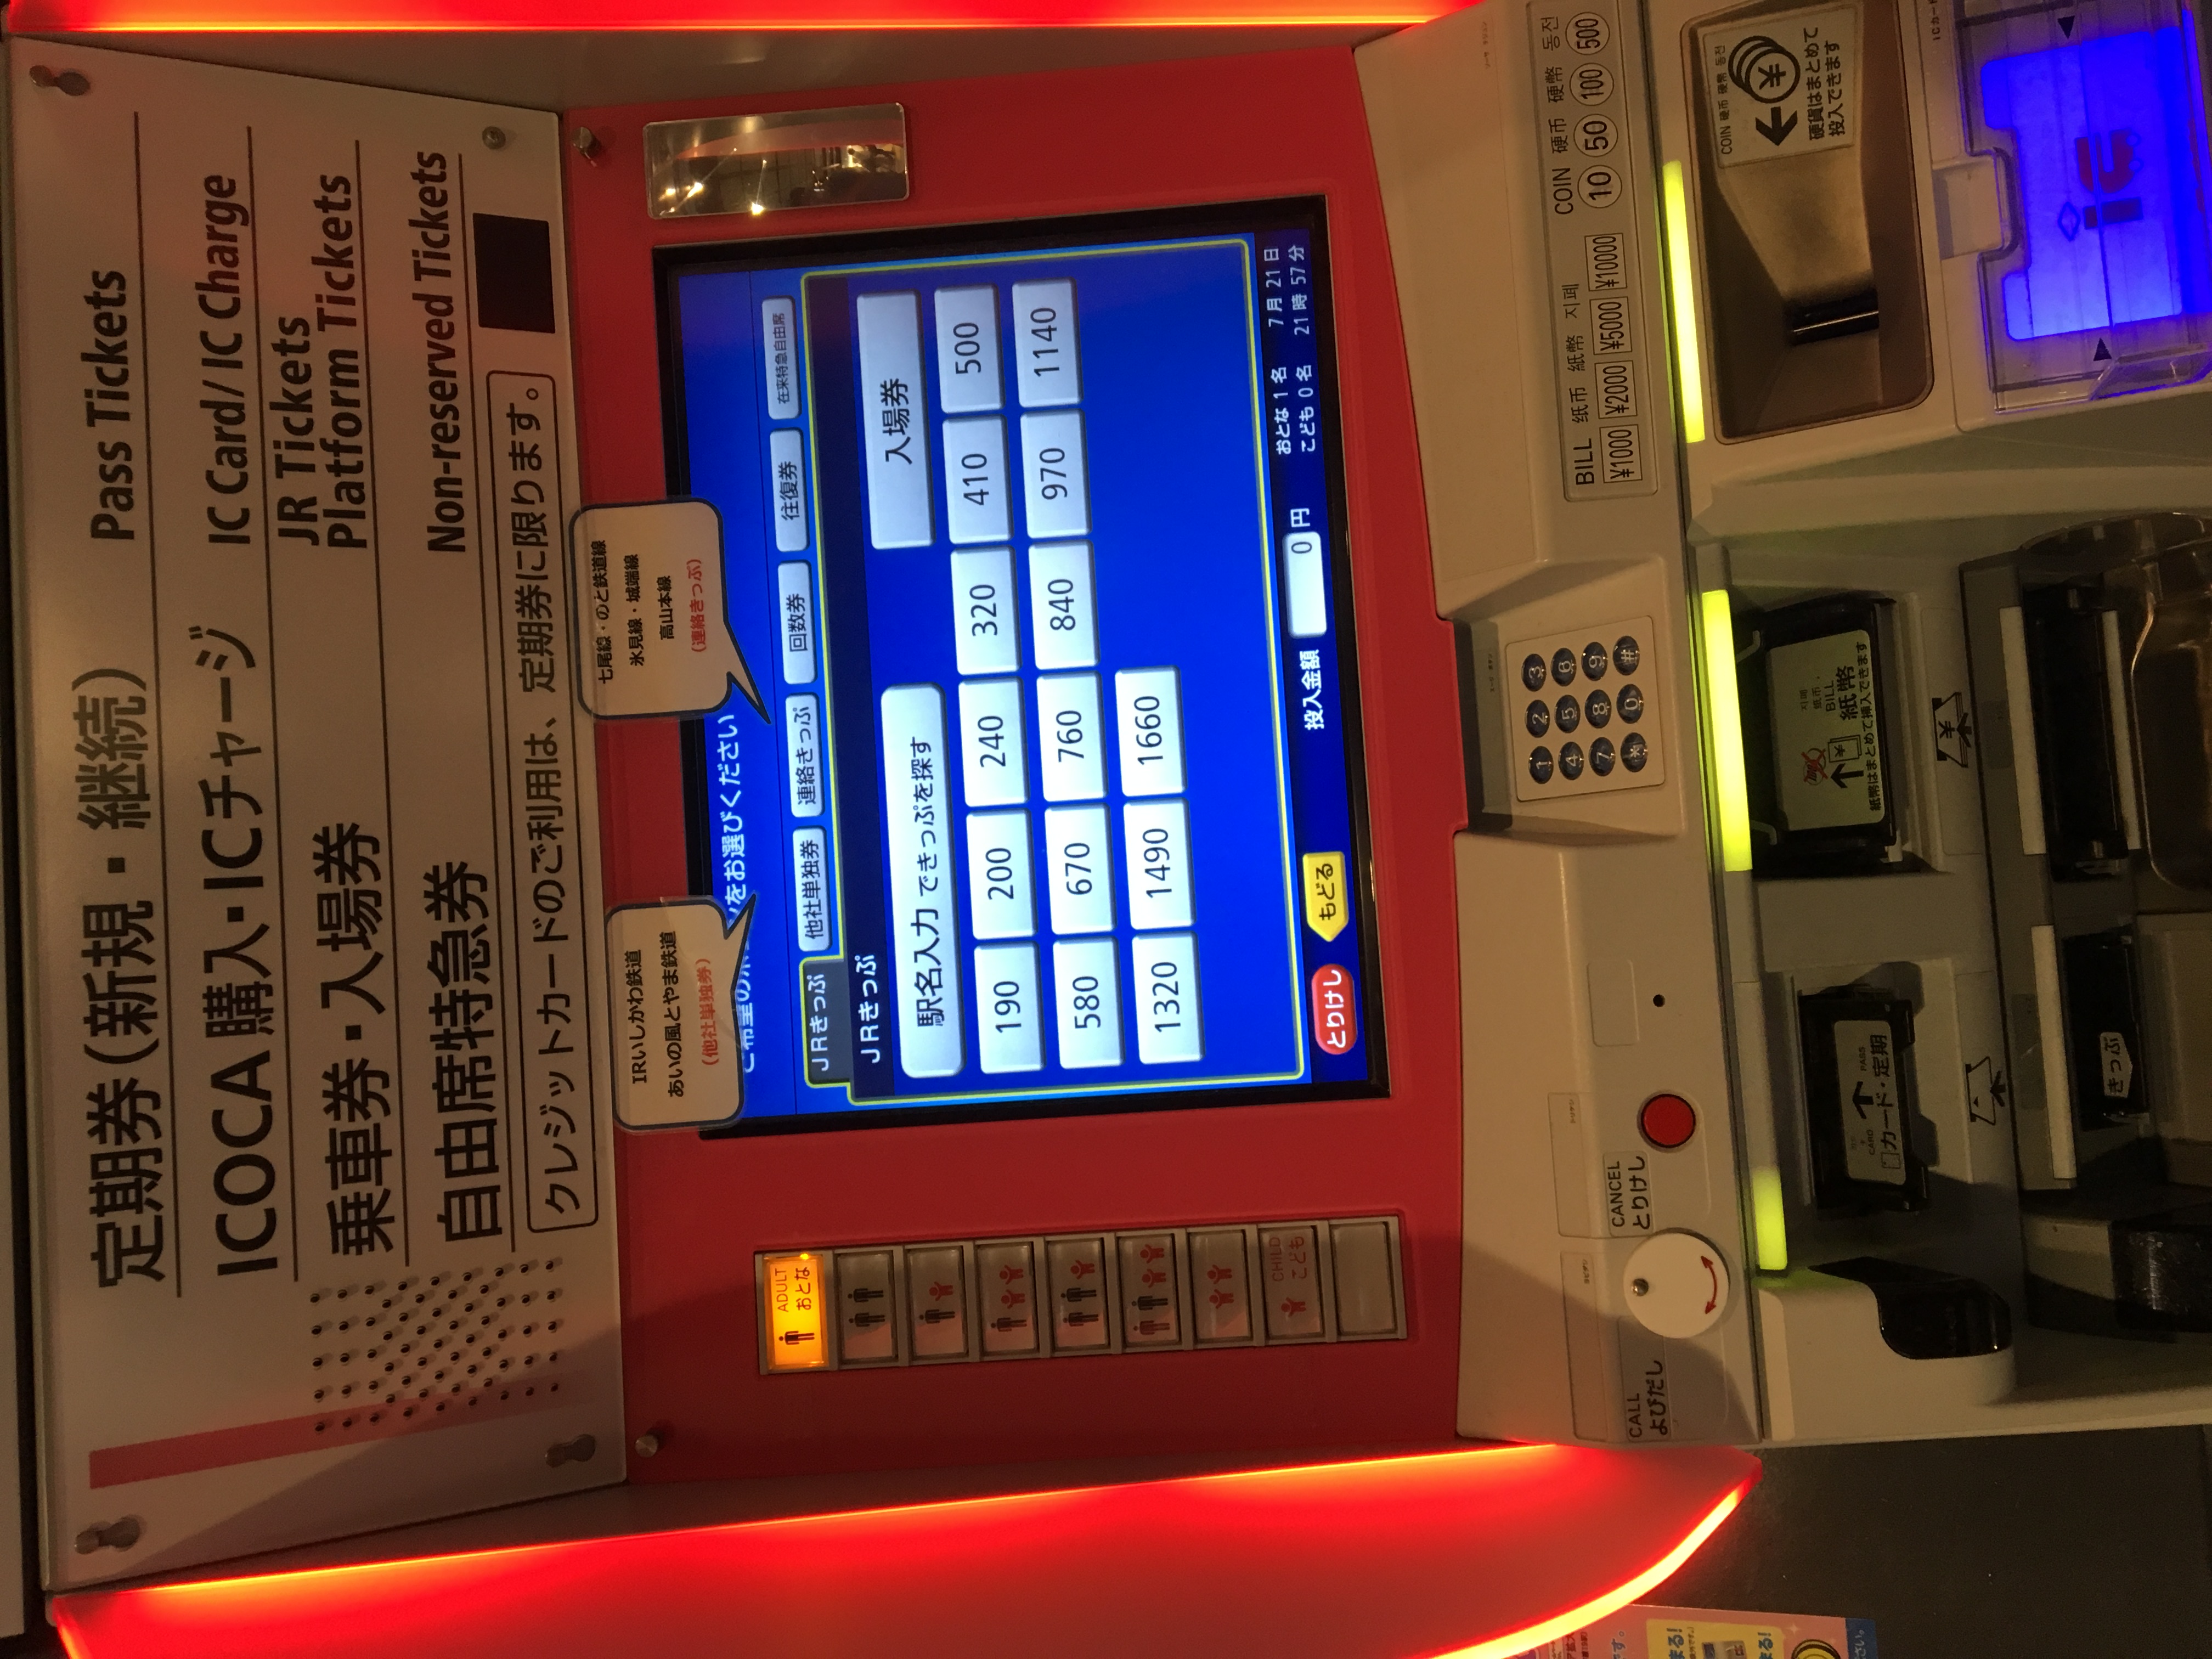 定期券(新規・継続) Pass Tickets
ICOCA 購入・ICチャージ IC Card/ IC Charge
乗車券・入場券 JR Tickets
Platform Tickets
自由席特急券 Non-reserved Tickets
クレジットカードのご利用は、定期券に限ります。
IRいしかわ鉄道
あいの風とやま鉄道
(他社単独券)
七尾線・のと鉄道線
氷見線・城端線
高山本線
(連絡きっぷ)
をお選びください
JRきっぷ 他社単独券 連絡きっぷ 回数券 往復券 在来特急自由席
JRきっぷ
駅名入力 できっぷを探す 入場券
190 200 240 320 410 500
580 670 760 840 970 1140
1320 1490 1660
とりけし もどる 投入金額 0 円
おとな 1 名 7 月 21 日
こども 0 名 21 時 57 分
ADULT
おとな
CHILD
こども
CALL
よびだし
CANCEL
とりけし
1 2 3
4 5 6
7 8 9
* 0 #
BILL 纸币 紙幣 지폐
¥1000 ¥2000 ¥5000 ¥10000
COIN 硬币 硬幣 동전
10 50 100 500
CARD PASS
カード・定期
지폐
纸币
BILL
紙幣
紙幣はまとめて挿入できます
COIN 硬币 硬幣 동전
硬貨はまとめて
投入できます
きっぷ
¥
ic